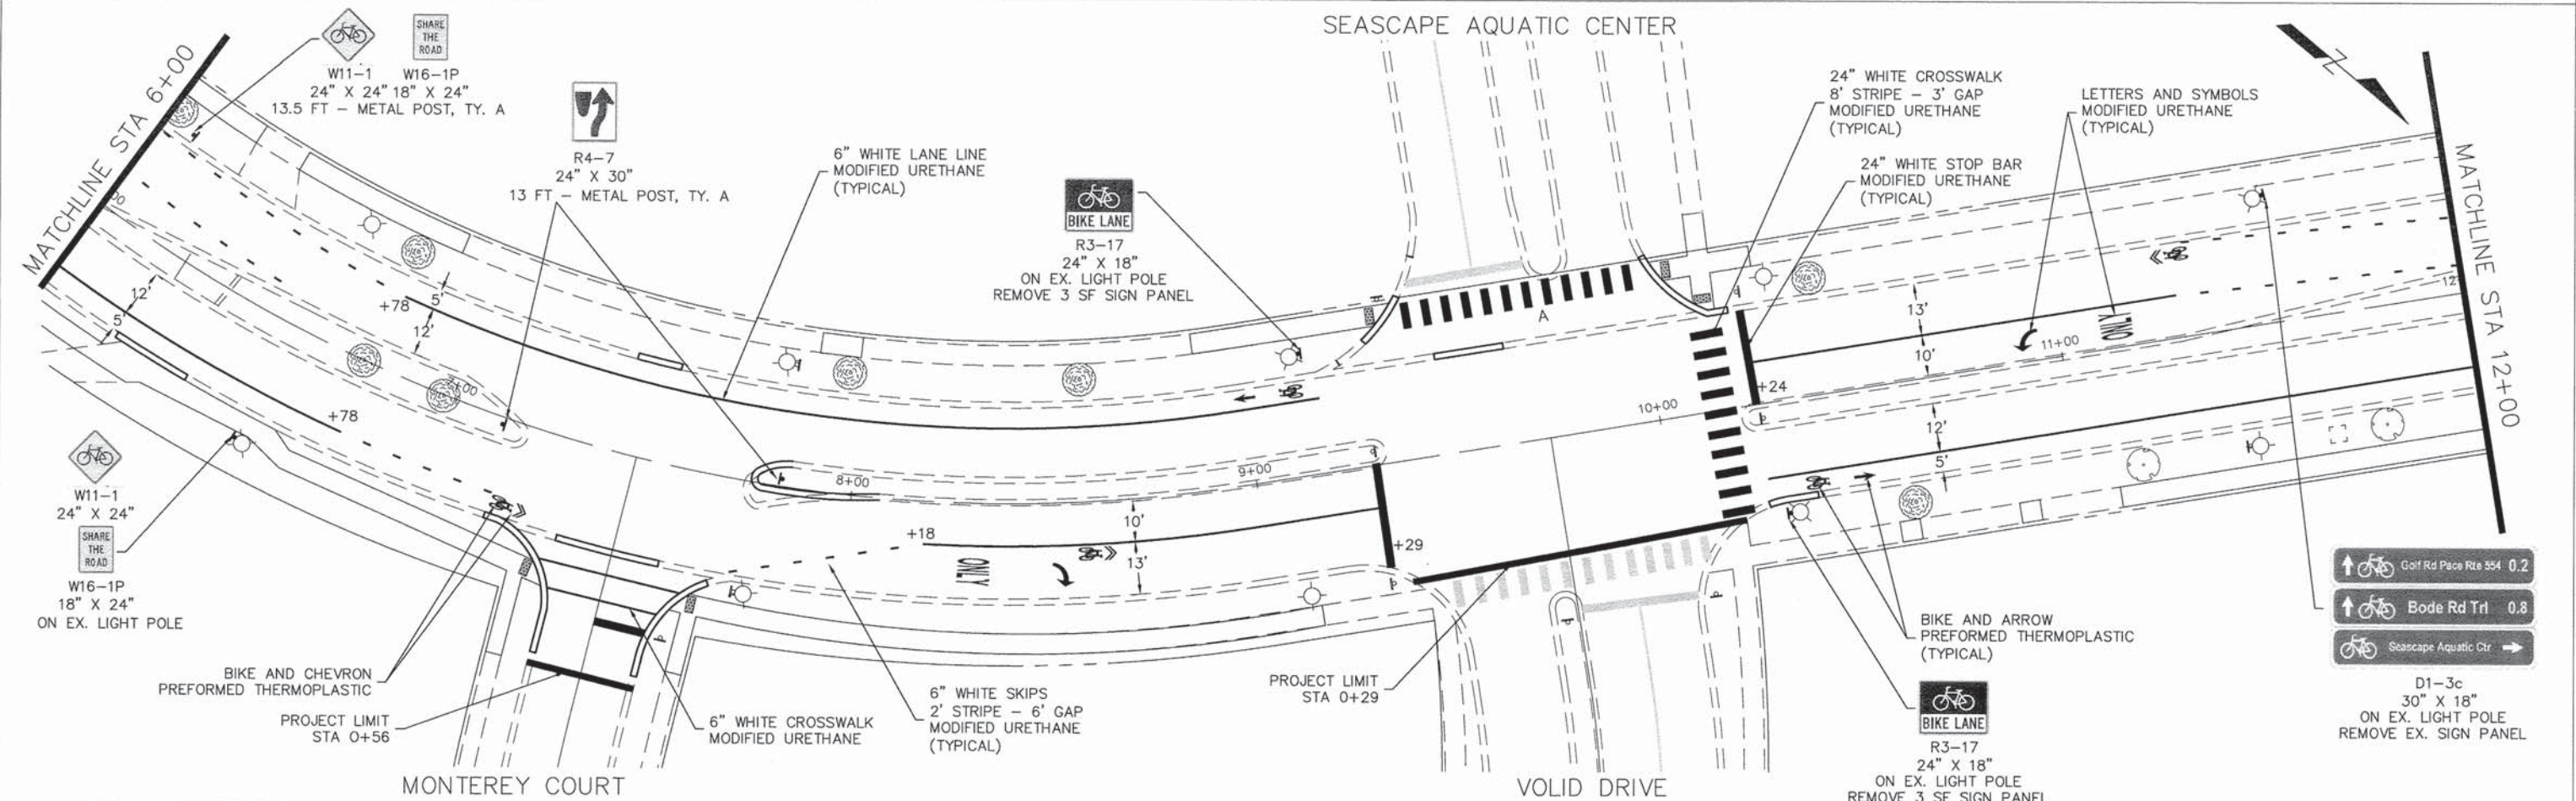 SEASCAPE AQUATIC CENTER
MATCHLINE STA 6+00
SHARE
THE
ROAD
W11-1 W16-1P
24" X 24" 18" X 24"
13.5 FT - METAL POST, TY. A
R4-7
24" X 30"
13 FT - METAL POST, TY. A
6" WHITE LANE LINE
MODIFIED URETHANE
(TYPICAL)
BIKE LANE
R3-17
24" X 18"
ON EX. LIGHT POLE
REMOVE 3 SF SIGN PANEL
24" WHITE CROSSWALK
8' STRIPE - 3' GAP
MODIFIED URETHANE
(TYPICAL)
24" WHITE STOP BAR
MODIFIED URETHANE
(TYPICAL)
LETTERS AND SYMBOLS
MODIFIED URETHANE
(TYPICAL)
Z
MATCHLINE STA 12+00
12'
5'
+78
5'
12'
+78
8+00
9+00
10+00
11+00
12
A
13'
10'
+24
12'
5'
+18
ONLY
10'
13'
+29
ONLY
W11-1
24" X 24"
SHARE
THE
ROAD
W16-1P
18" X 24"
ON EX. LIGHT POLE
BIKE AND CHEVRON
PREFORMED THERMOPLASTIC
PROJECT LIMIT
STA 0+56
6" WHITE CROSSWALK
MODIFIED URETHANE
6" WHITE SKIPS
2' STRIPE - 6' GAP
MODIFIED URETHANE
(TYPICAL)
PROJECT LIMIT
STA 0+29
BIKE AND ARROW
PREFORMED THERMOPLASTIC
(TYPICAL)
BIKE LANE
R3-17
24" X 18"
ON EX. LIGHT POLE
REMOVE 3 SF SIGN PANEL
Golf Rd Pace Rte 554 0.2
Bode Rd Trl 0.8
Seascape Aquatic Ctr
D1-3c
30" X 18"
ON EX. LIGHT POLE
REMOVE EX. SIGN PANEL
MONTEREY COURT
VOLID DRIVE